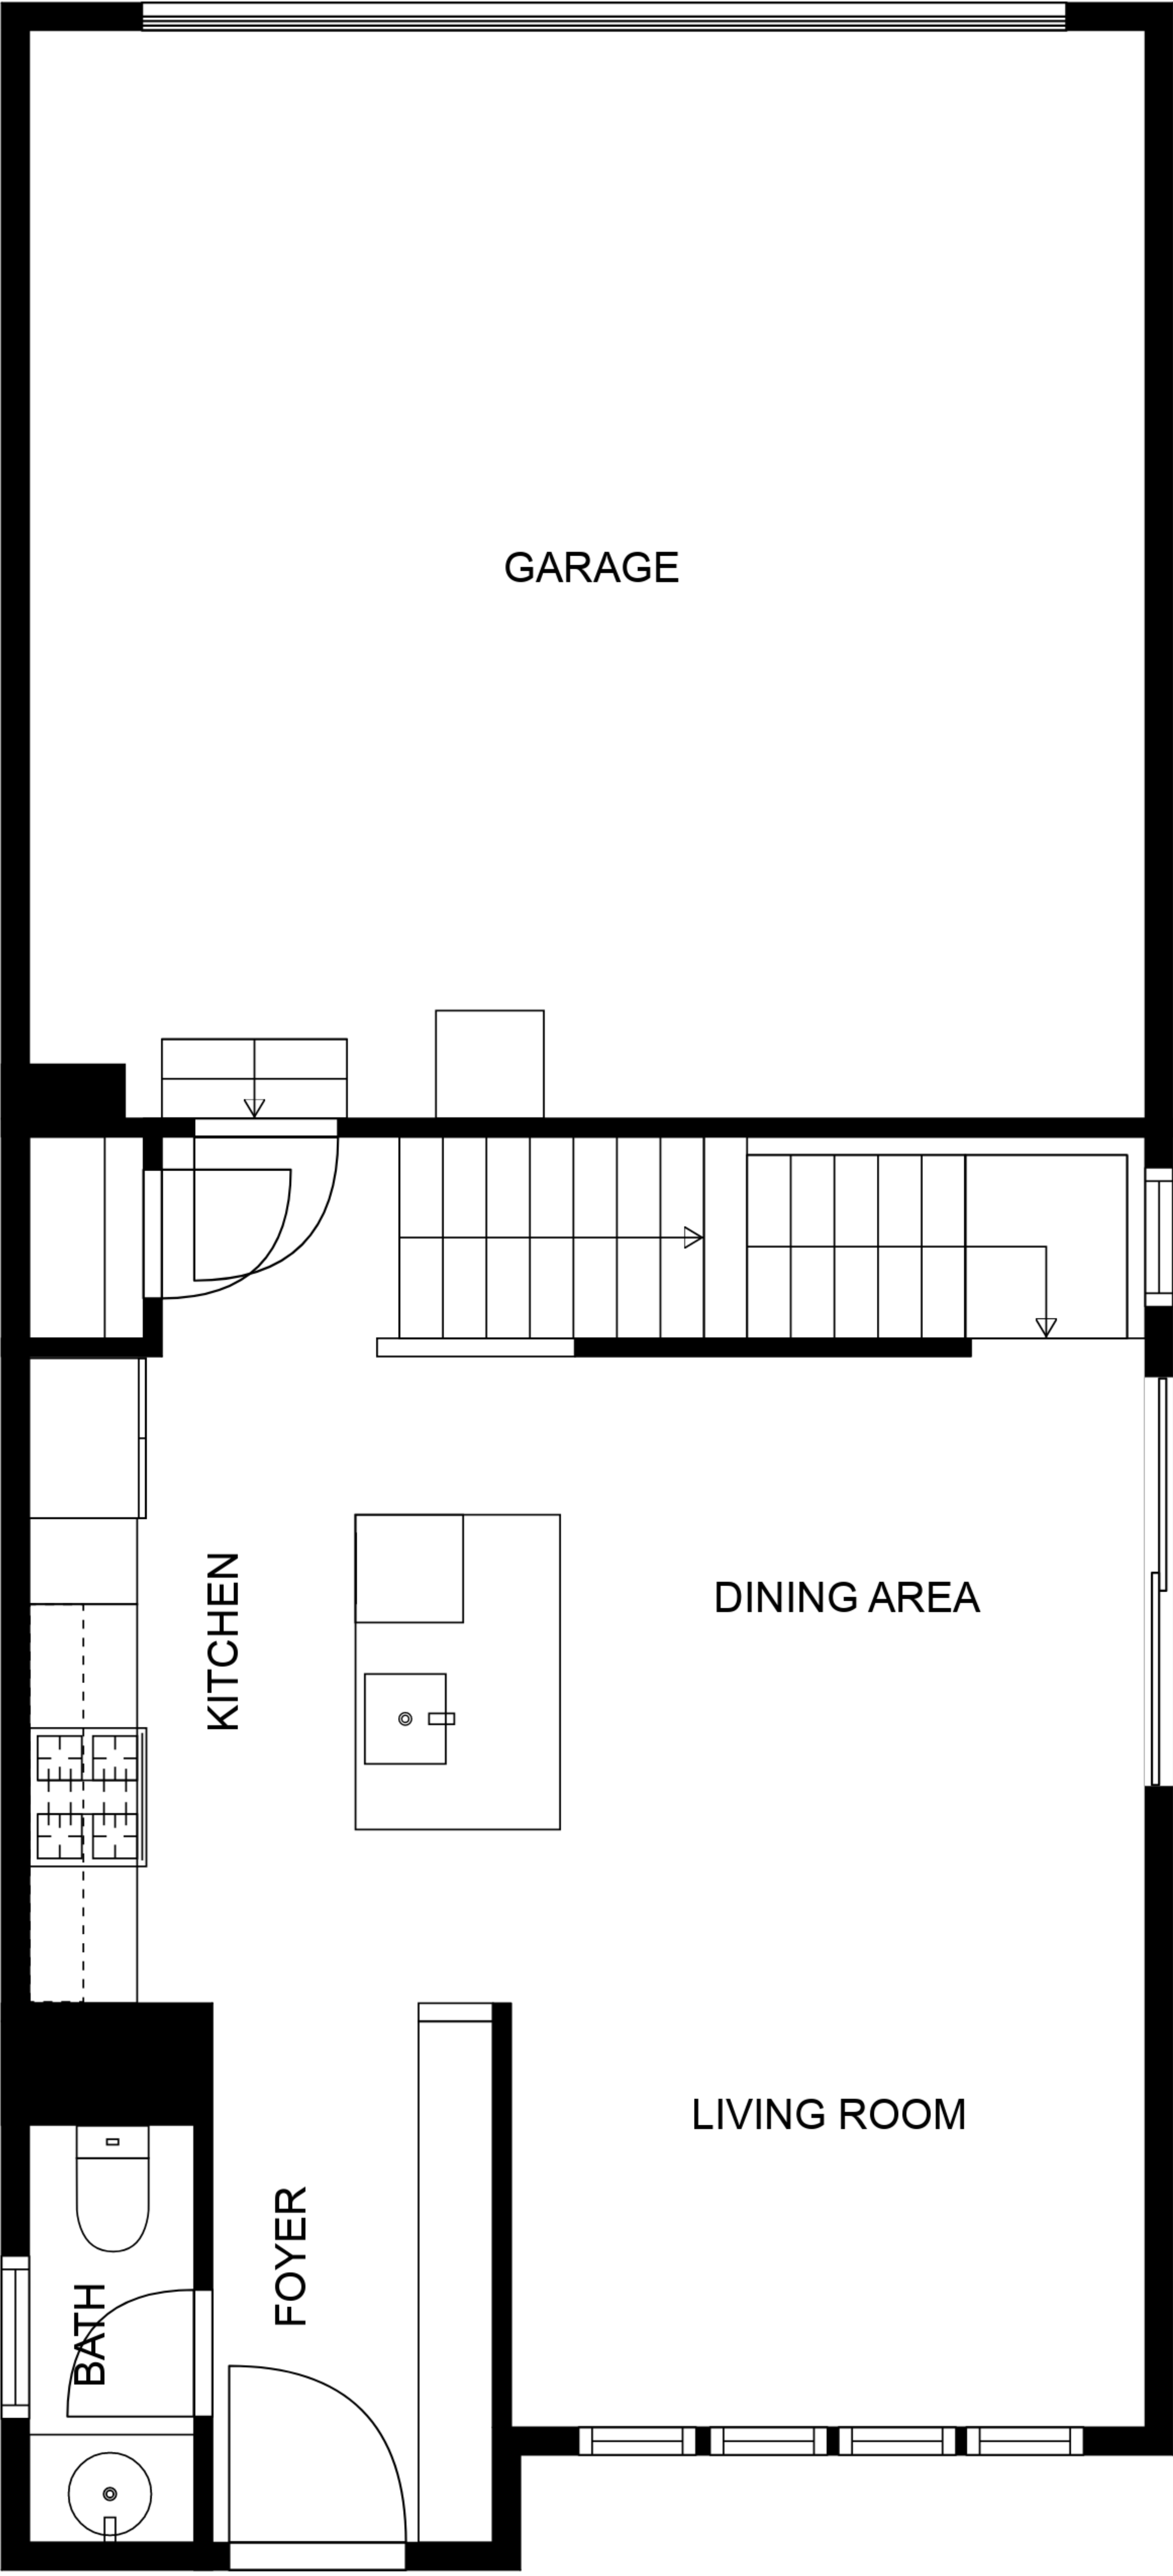 GARAGE
KITCHEN
DINING AREA
LIVING ROOM
FOYER
BATH